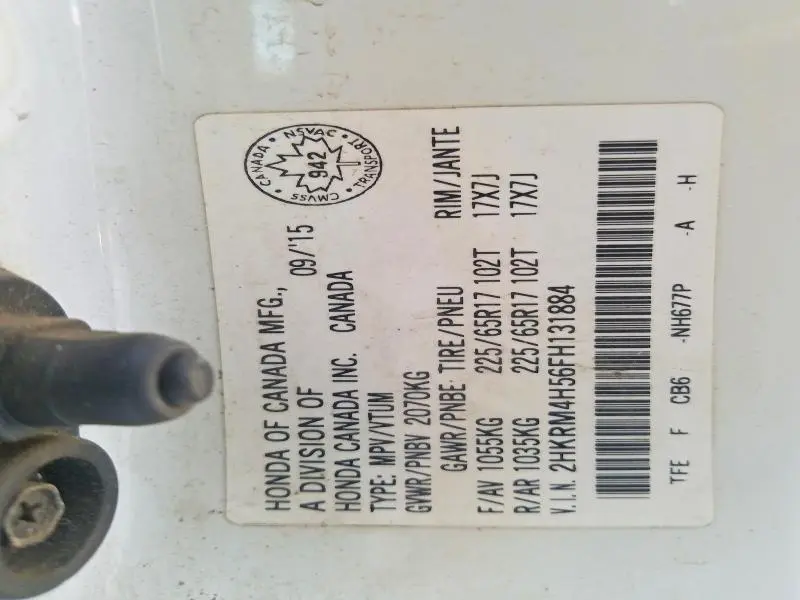 HONDA OF CANADA MFG., 09/'15
A DIVISION OF
HONDA CANADA INC. CANADA
TYPE: MPV/VTUM
GVWR/PNBV 2070KG
GAWR/PNBE: TIRE/PNEU RIM/JANTE
F/AV 1055KG 225/65R17 102T 17X7J
R/AR 1035KG 225/65R17 102T 17X7J
V.I.N. 2HKRM4H56FH131884
TFE F CB6 -NH677P -A -H
CANADA • NSVAC • TRANSPORT • CMVSS
942